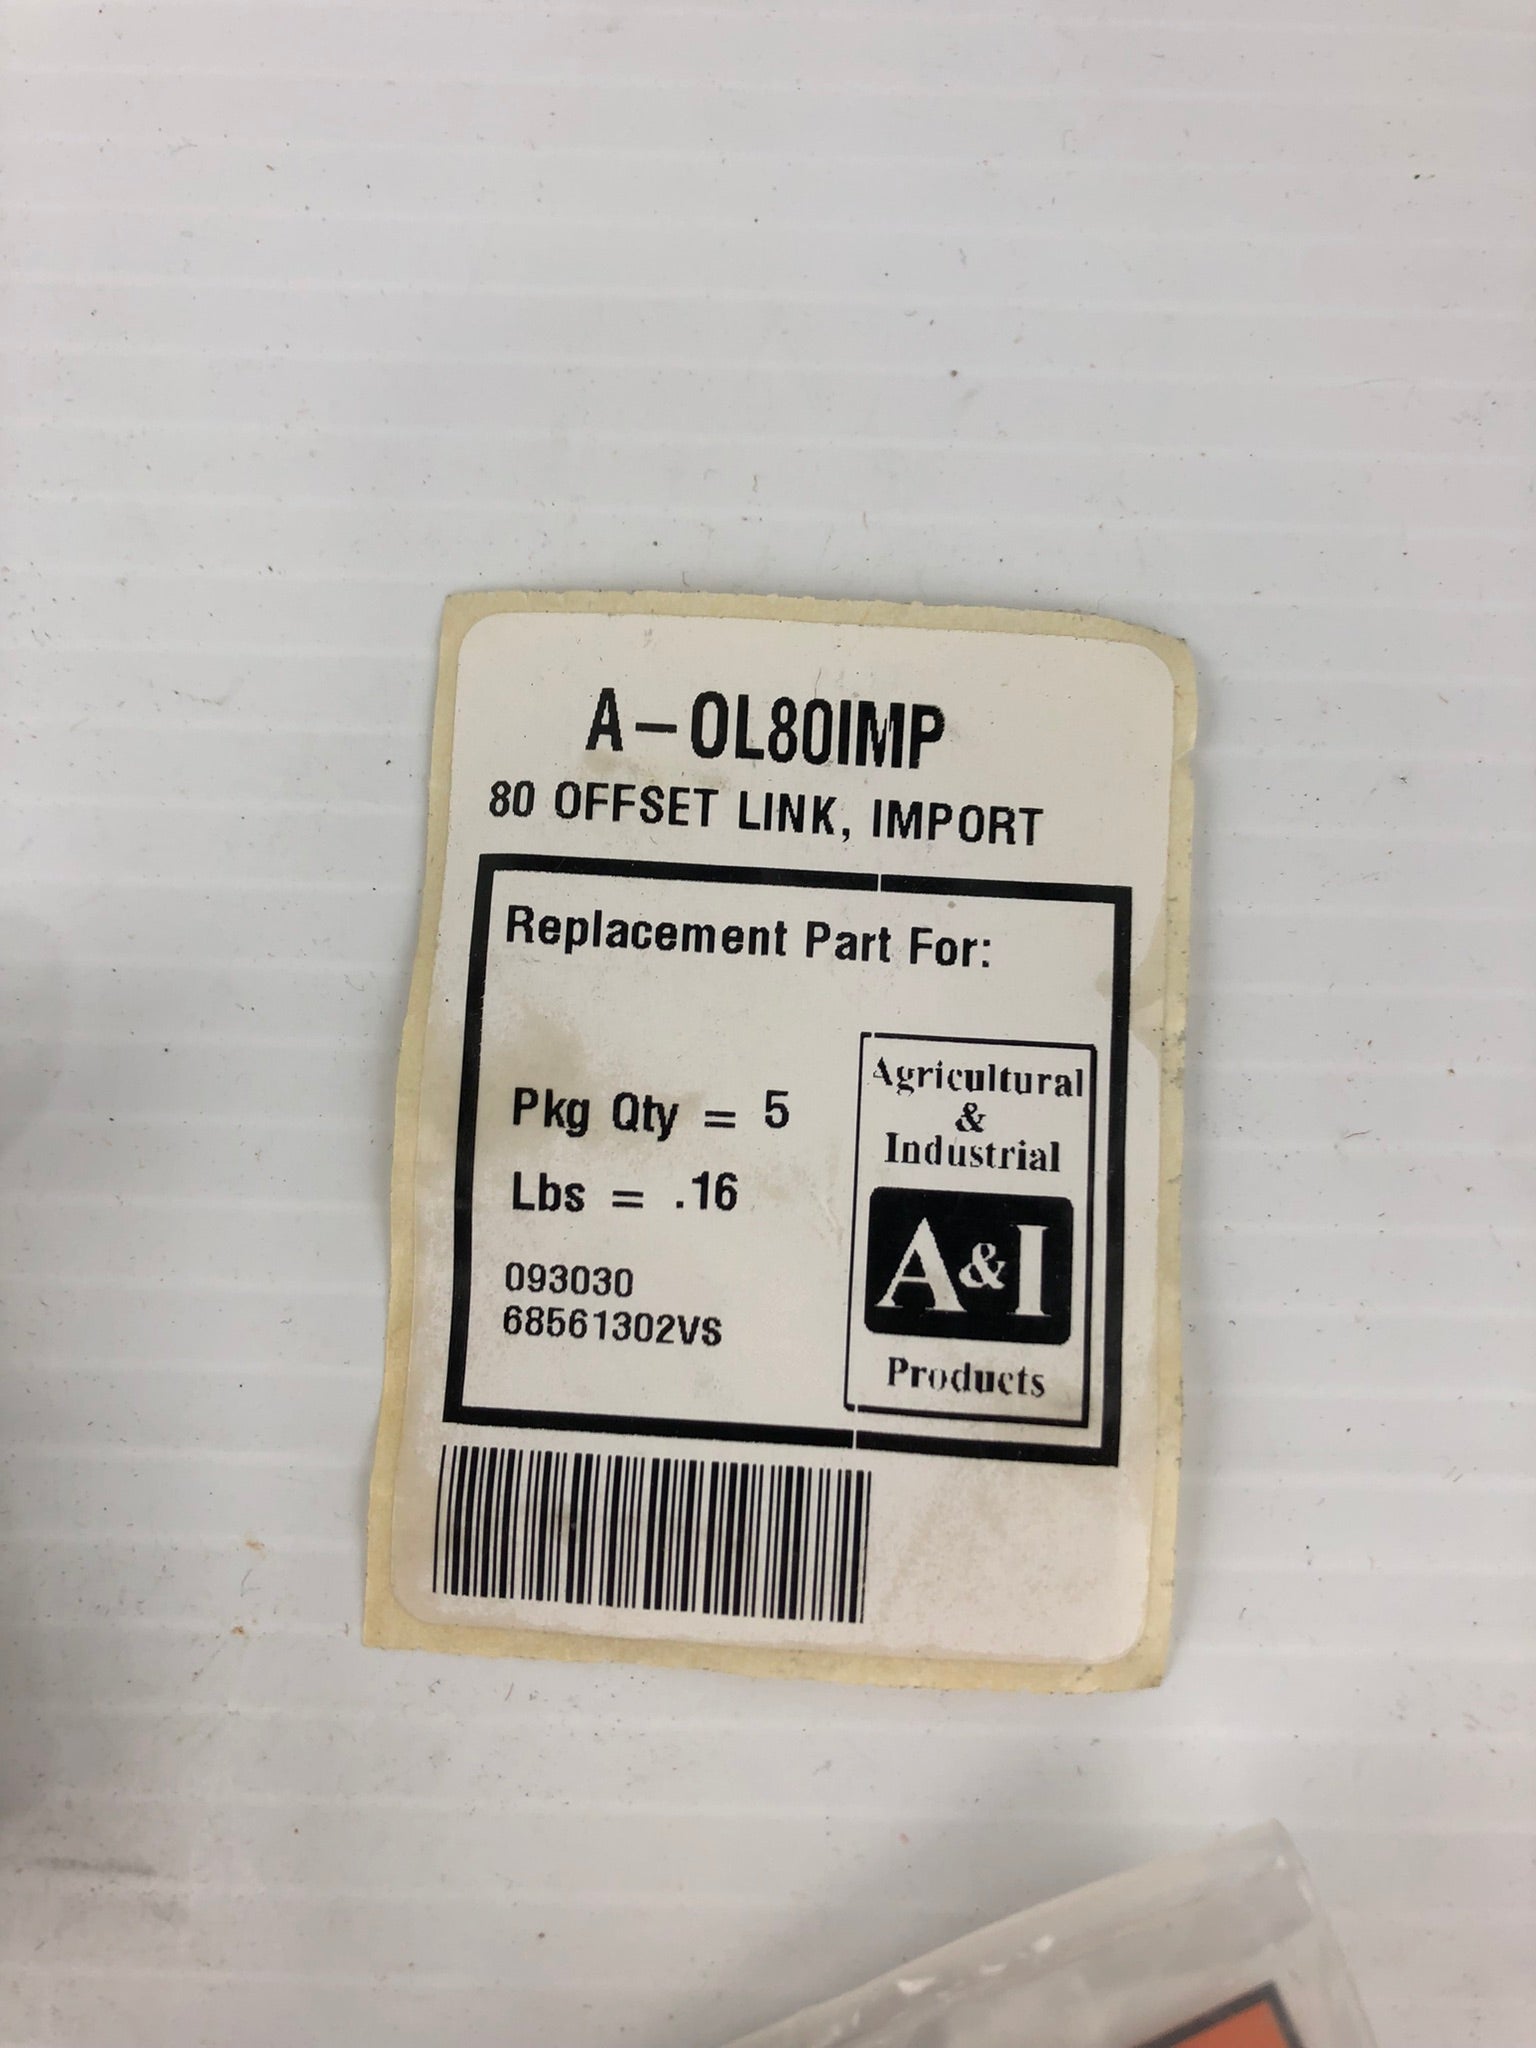 A-OL80IMP
80 OFFSET LINK, IMPORT
Replacement Part For:
Pkg Qty = 5
Lbs = .16
093030
68561302VS
Agricultural
&
Industrial
A&I
Products